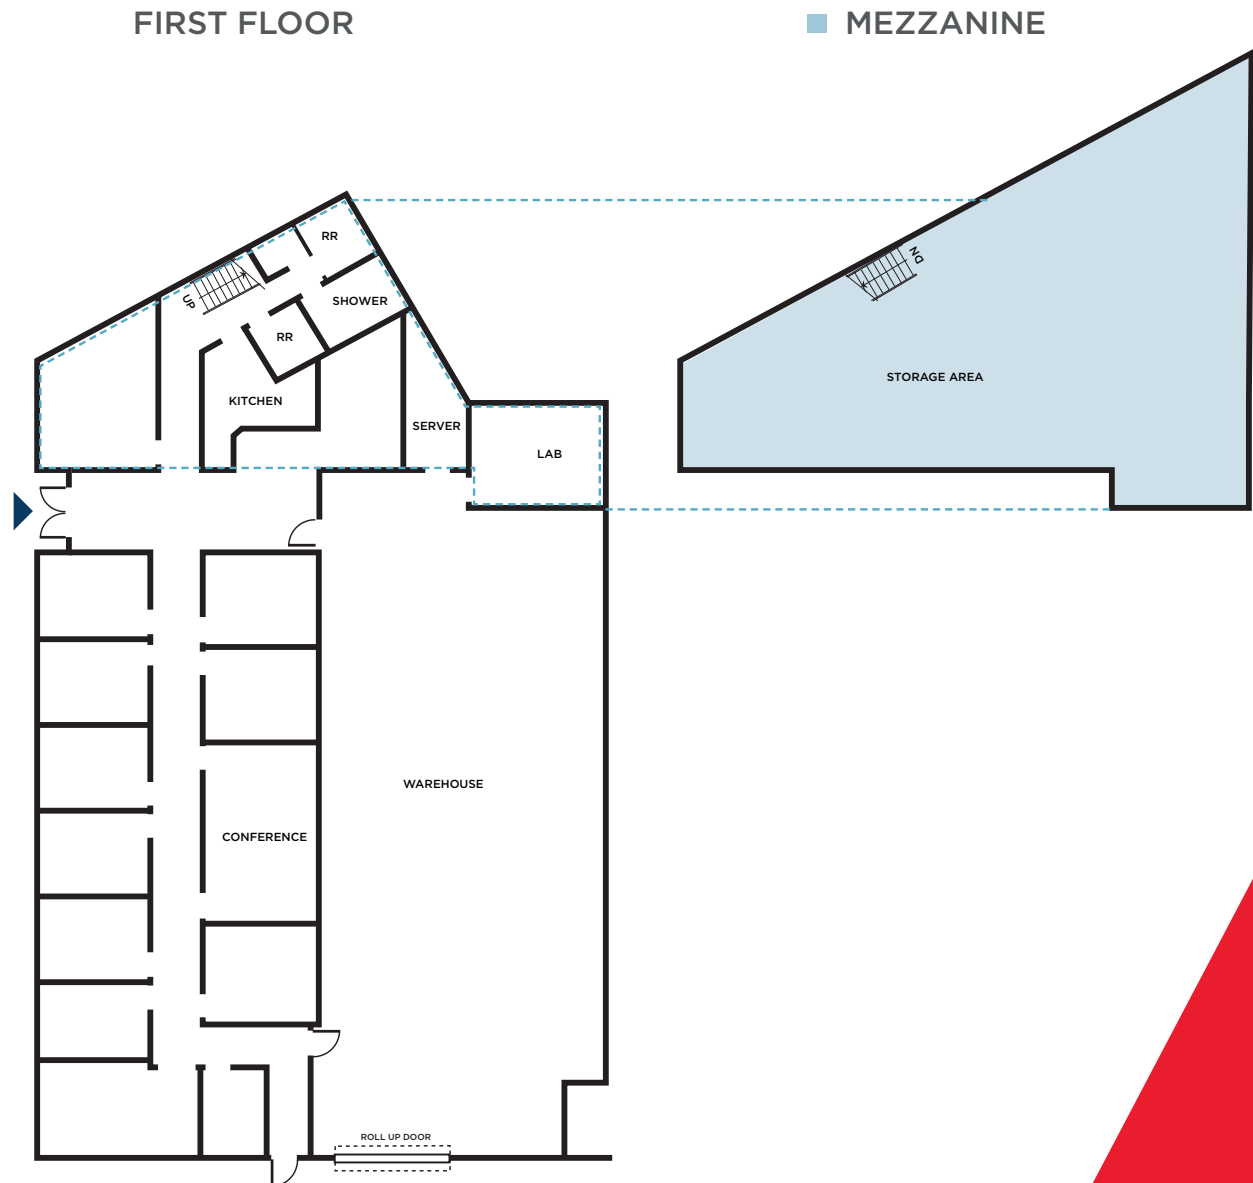 FIRST FLOOR
MEZZANINE
RR
UP
SHOWER
RR
KITCHEN
SERVER
LAB
DN
STORAGE AREA
WAREHOUSE
CONFERENCE
ROLL UP DOOR